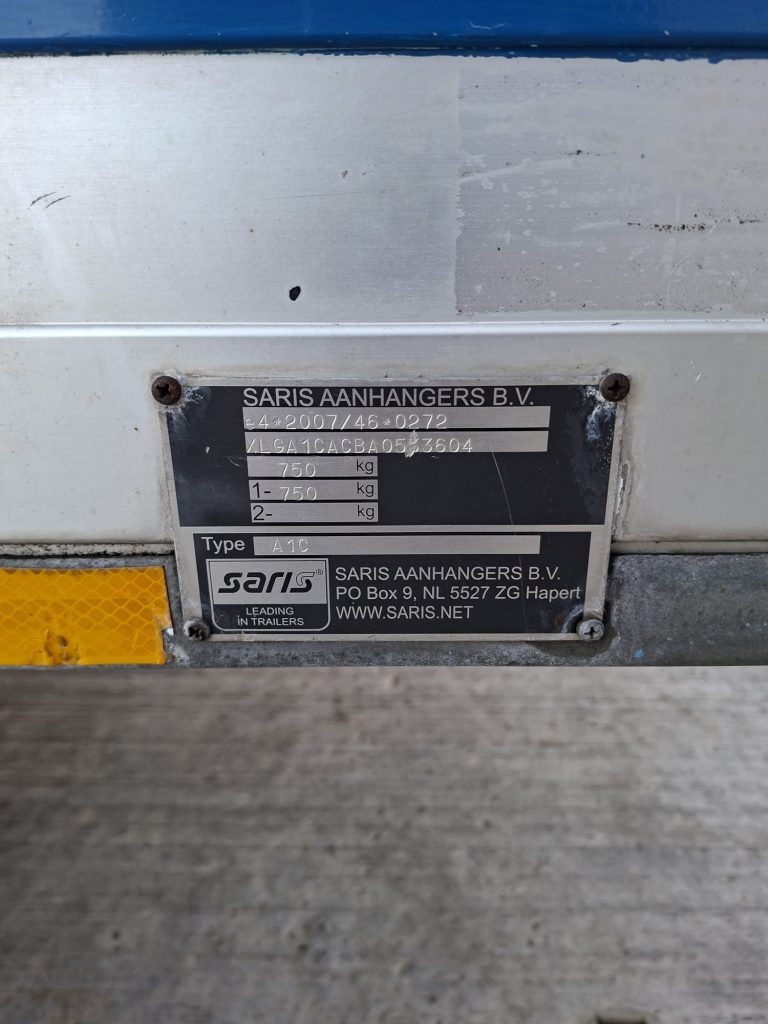 SARIS AANHANGERS B.V.
e4*2007/46*0272
750 kg
1- 750 kg
2- kg
Type A1C
saris®
LEADING
IN TRAILERS
SARIS AANHANGERS B.V.
PO Box 9, NL 5527 ZG Hapert
WWW.SARIS.NET